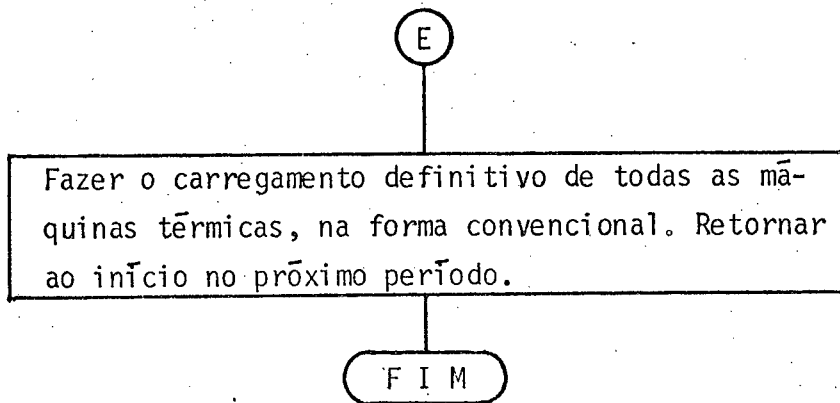 E
Fazer o carregamento definitivo de todas as má-
quinas térmicas, na forma convencional. Retornar
ao início no próximo período.
F I M